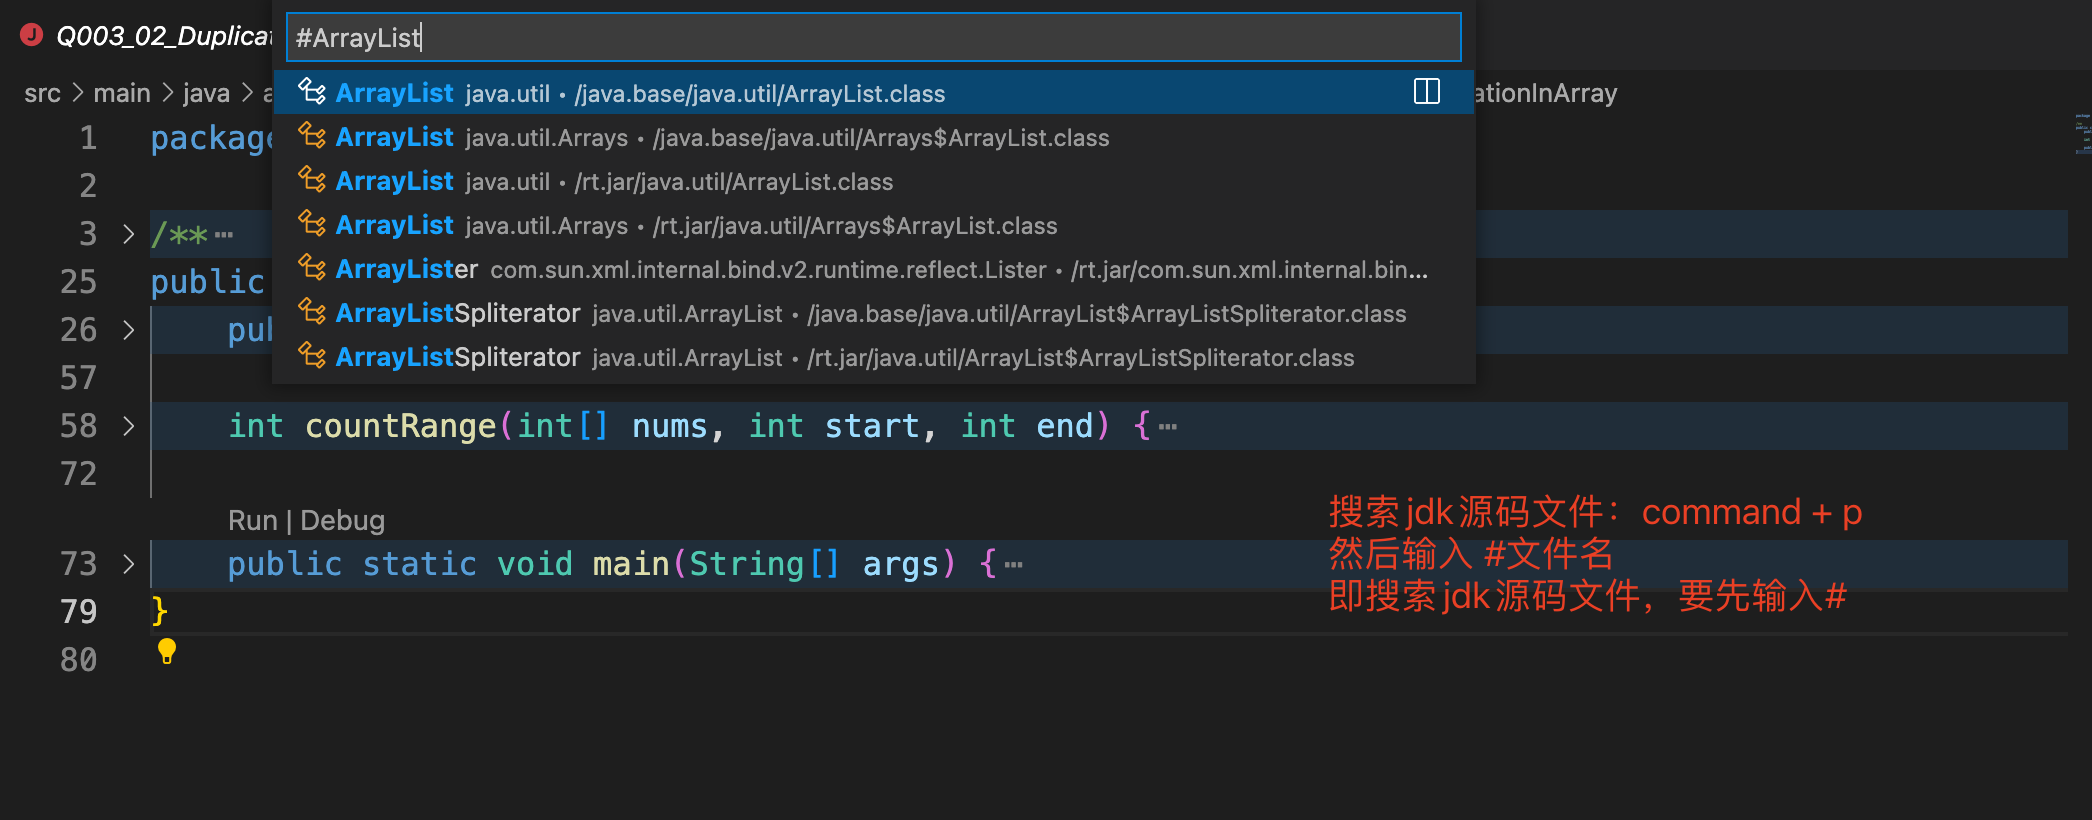 J Q003_02_Duplicat
#ArrayList
ArrayList java.util • /java.base/java.util/ArrayList.class
ArrayList java.util.Arrays • /java.base/java.util/Arrays$ArrayList.class
ArrayList java.util • /rt.jar/java.util/ArrayList.class
ArrayList java.util.Arrays • /rt.jar/java.util/Arrays$ArrayList.class
ArrayLister com.sun.xml.internal.bind.v2.runtime.reflect.Lister • /rt.jar/com.sun.xml.internal.bin...
ArrayListSpliterator java.util.ArrayList • /java.base/java.util/ArrayList$ArrayListSpliterator.class
ArrayListSpliterator java.util.ArrayList • /rt.jar/java.util/ArrayList$ArrayListSpliterator.class
src > main > java > a ationInArray
1 package
2
3 > /** ⋯
25 public
26 > pub
57
58 > int countRange(int[] nums, int start, int end) { ⋯
72
Run | Debug
73 > public static void main(String[] args) { ⋯
79 }
80
搜索jdk源码文件：command + p
然后输入 #文件名
即搜索jdk源码文件，要先输入#